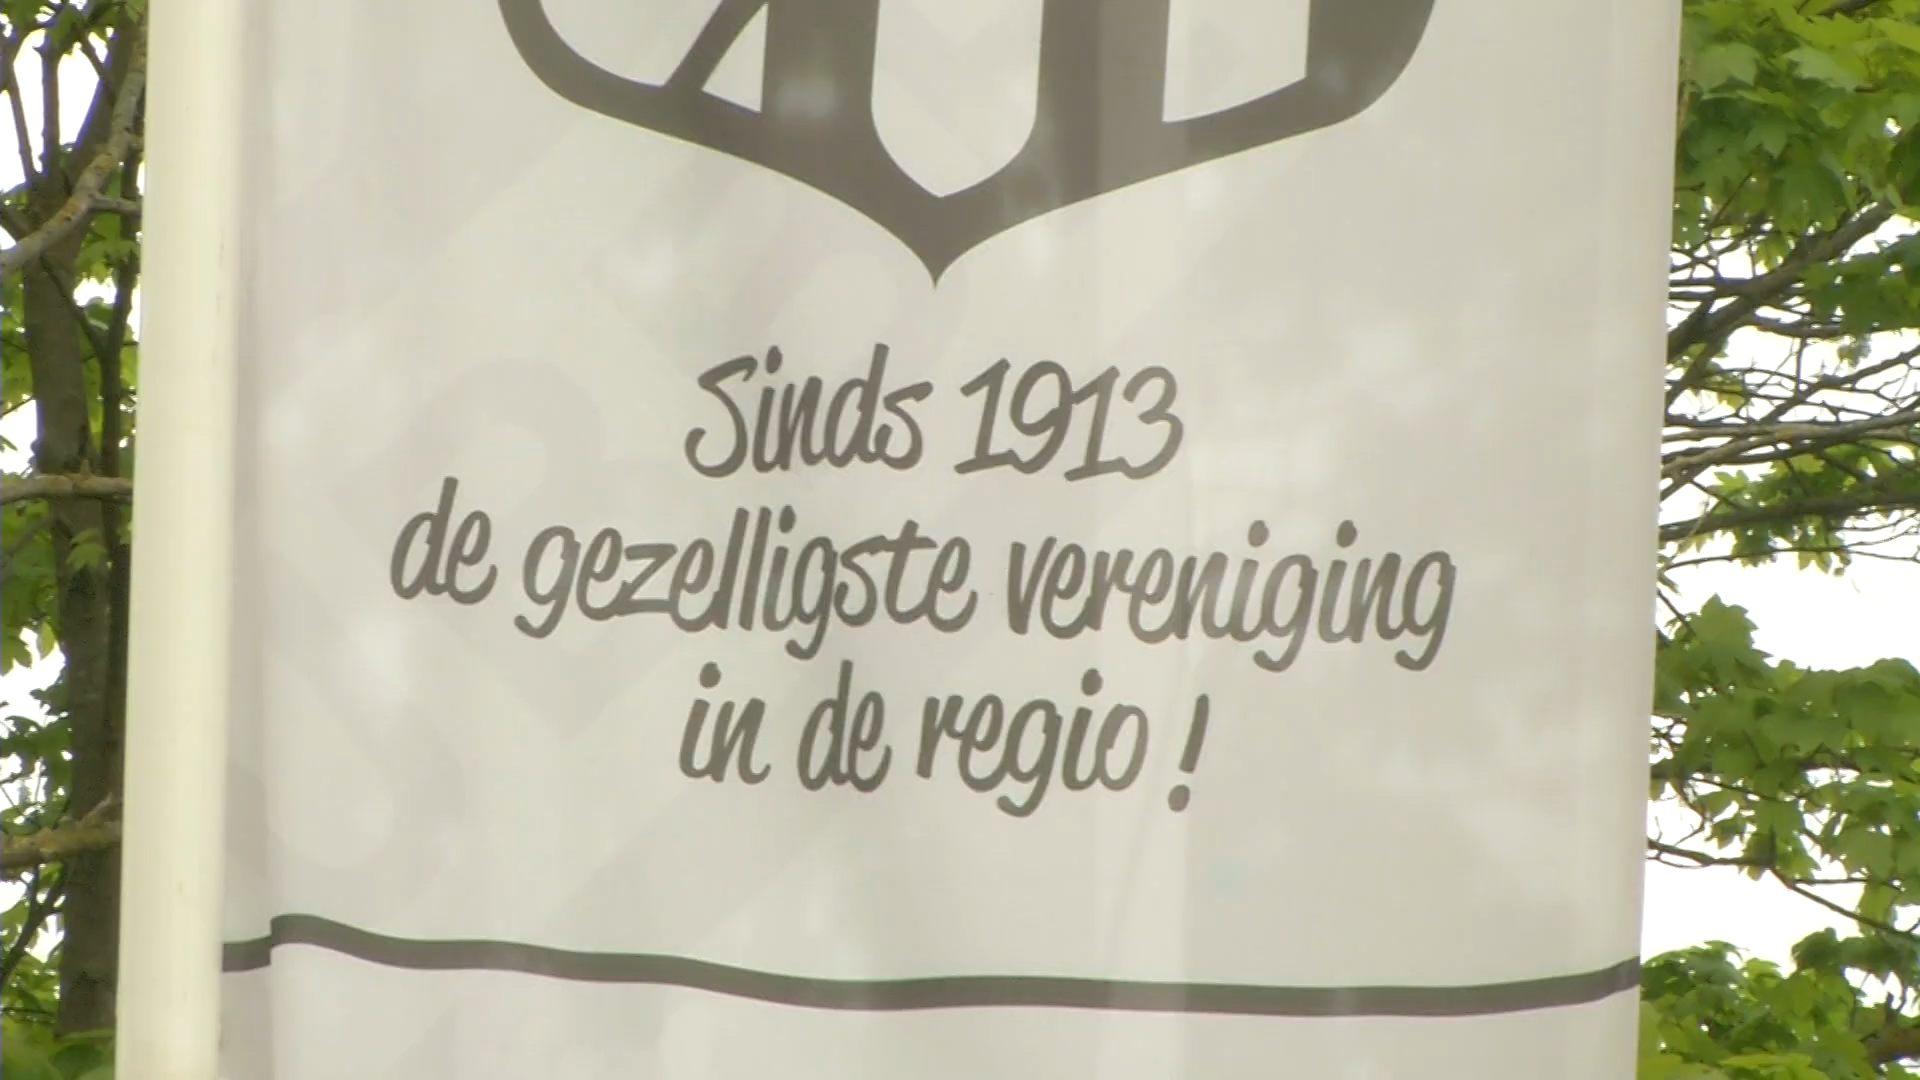 Sinds 1913
de gezelligste vereniging
in de regio!